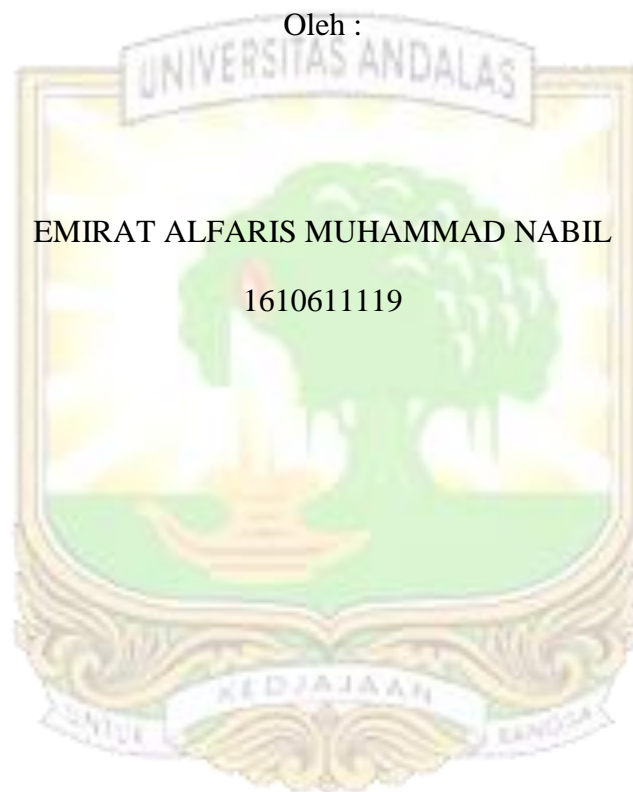 Oleh :
UNIVERSITAS ANDALAS
EMIRAT ALFARIS MUHAMMAD NABIL
1610611119
UNTUK KEDJAJAAN BANGSA